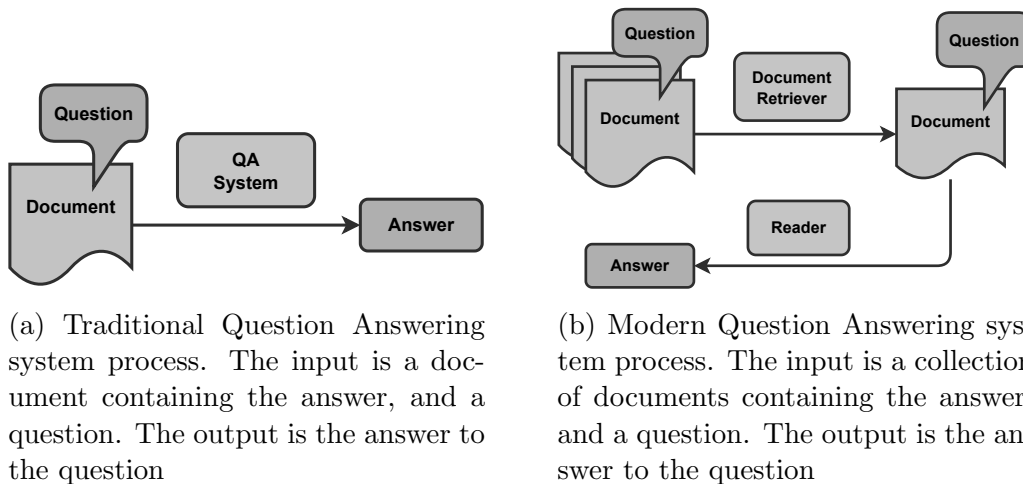 Question
Document
QA
System
Answer
(a) Traditional Question Answering
system process. The input is a doc-
ument containing the answer, and a
question. The output is the answer to
the question
Question
Document
Document
Retriever
Question
Document
Reader
Answer
(b) Modern Question Answering sys
tem process. The input is a collection
of documents containing the answer
and a question. The output is the an
swer to the question